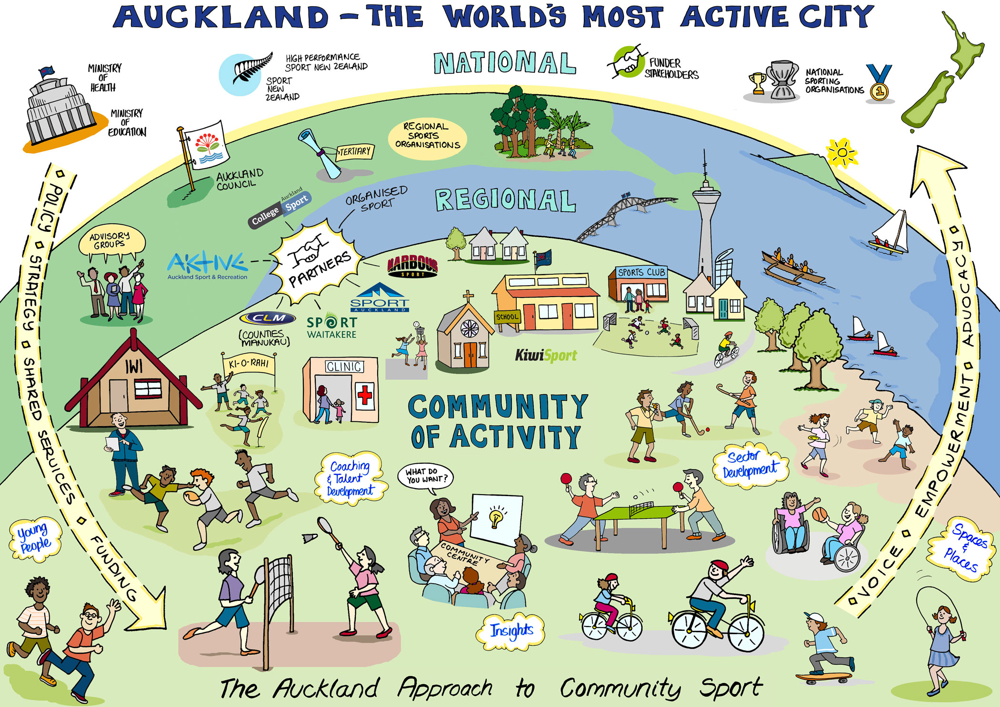 AUCKLAND – THE WORLD'S MOST ACTIVE CITY
MINISTRY
OF
HEALTH
MINISTRY
OF
EDUCATION
HIGH PERFORMANCE
SPORT NEW ZEALAND
SPORT
NEW
ZEALAND
NATIONAL
FUNDER
STAKEHOLDERS
NATIONAL
SPORTING
ORGANISATIONS
1
AUCKLAND
COUNCIL
TERTIARY
REGIONAL
SPORTS
ORGANISATIONS
College Sport
Auckland
ORGANISED
SPORT
REGIONAL
ADVISORY
GROUPS
AKTIVE
Auckland Sport & Recreation
PARTNERS
HARBOUR
SPORT
SPORT
AUCKLAND
CLM
(COUNTIES
MANUKAU)
SPORT
WAITAKERE
SCHOOL
SPORTS CLUB
KiwiSport
IWI
KI-O-RAHI
CLINIC
COMMUNITY
OF ACTIVITY
Coaching
& Talent
Development
WHAT DO
YOU WANT?
COMMUNITY
CENTRE
Sector
Development
Young
People
Spaces
&
Places
Insights
POLICY STRATEGY SHARED SERVICES FUNDING
VOICE EMPOWERMENT ADVOCACY
The Auckland Approach to Community Sport